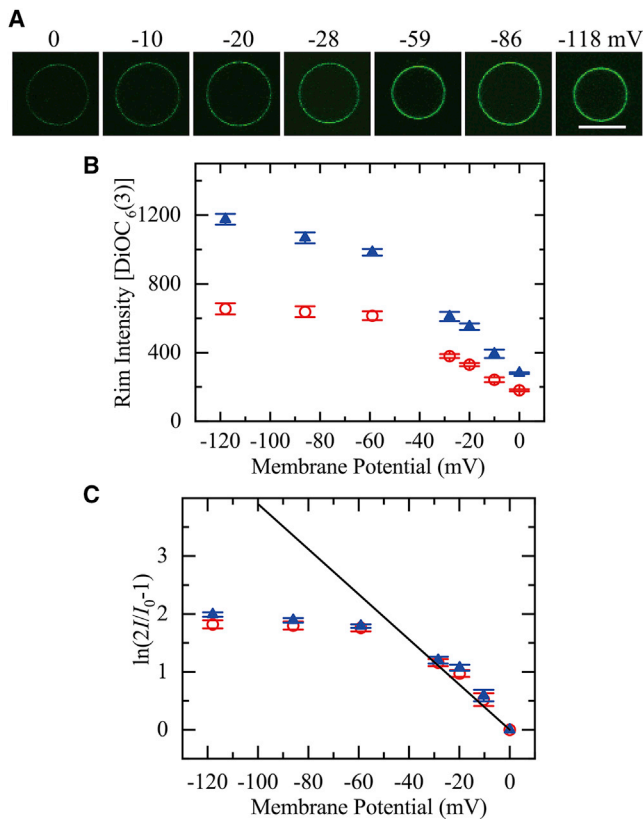 A
0 -10 -20 -28 -59 -86 -118 mV
B
Rim Intensity [DiOC6(3)]
1200
800
400
0
-120 -100 -80 -60 -40 -20 0
Membrane Potential (mV)
C
ln(2I/I0-1)
3
2
1
0
-120 -100 -80 -60 -40 -20 0
Membrane Potential (mV)